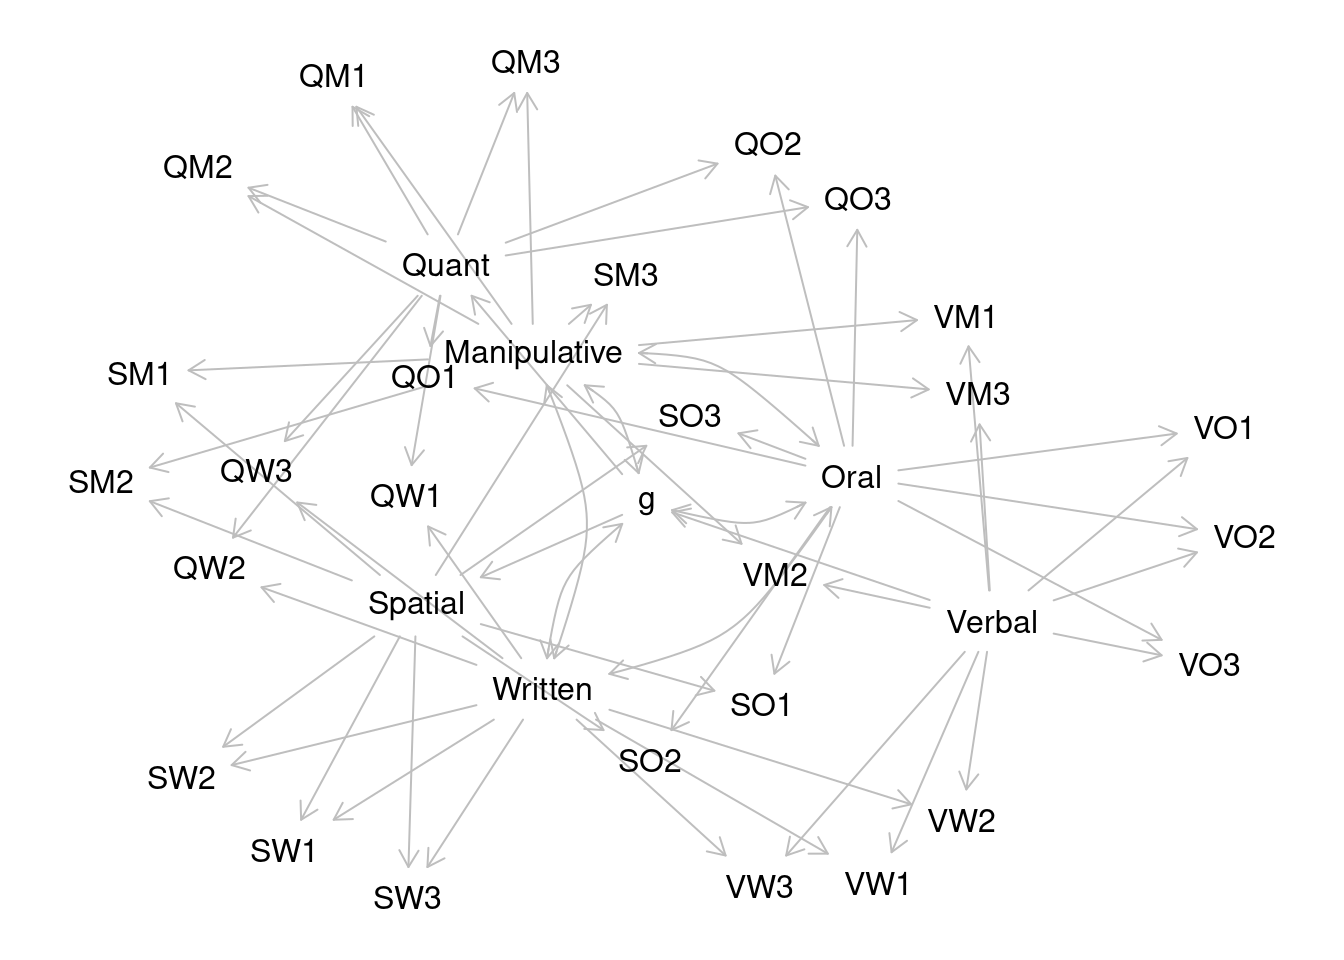 QM3
QM1
QO2
QM2
QO3
Quant
SM3
VM1
Manipulative
SM1
QO1
VM3
SO3
VO1
QW3
Oral
SM2
QW1
g
VO2
QW2
VM2
Spatial
Verbal
VO3
Written
SO1
SO2
SW2
VW2
SW1
VW3
VW1
SW3